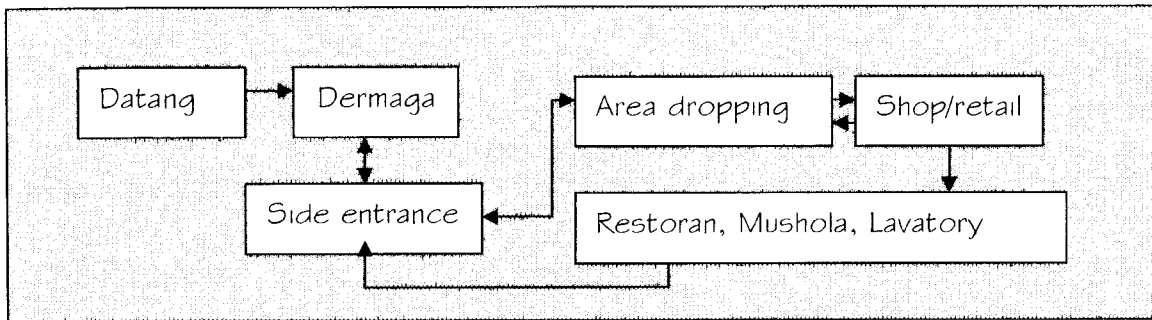 Datang
Dermaga
Area dropping
Shop/retail
Side entrance
Restoran, Mushola, Lavatory